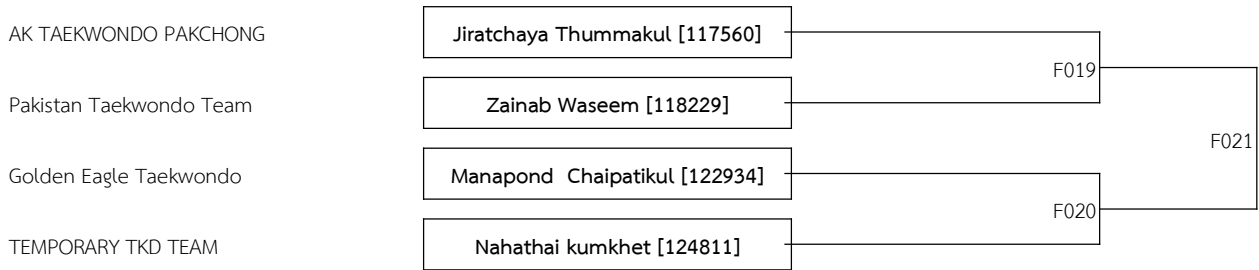 AK TAEKWONDO PAKCHONG Jiratchaya Thummakul [117560]
F019
Pakistan Taekwondo Team Zainab Waseem [118229]
F021
Golden Eagle Taekwondo Manapond  Chaipatikul [122934]
F020
TEMPORARY TKD TEAM Nahathai kumkhet [124811]